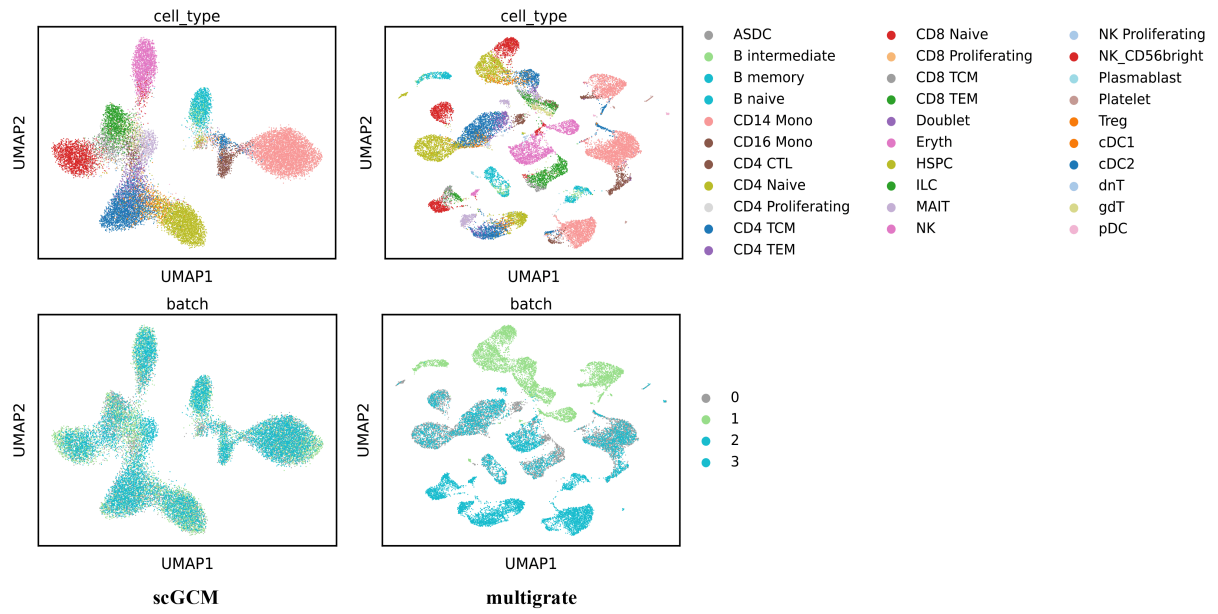 cell_type
cell_type
UMAP2
UMAP1
UMAP2
UMAP1
ASDC
B intermediate
B memory
B naive
CD14 Mono
CD16 Mono
CD4 CTL
CD4 Naive
CD4 Proliferating
CD4 TCM
CD4 TEM
CD8 Naive
CD8 Proliferating
CD8 TCM
CD8 TEM
Doublet
Eryth
HSPC
ILC
MAIT
NK
NK Proliferating
NK_CD56bright
Plasmablast
Platelet
Treg
cDC1
cDC2
dnT
gdT
pDC
batch
batch
UMAP2
UMAP1
UMAP2
UMAP1
0
1
2
3
scGCM
multigrate